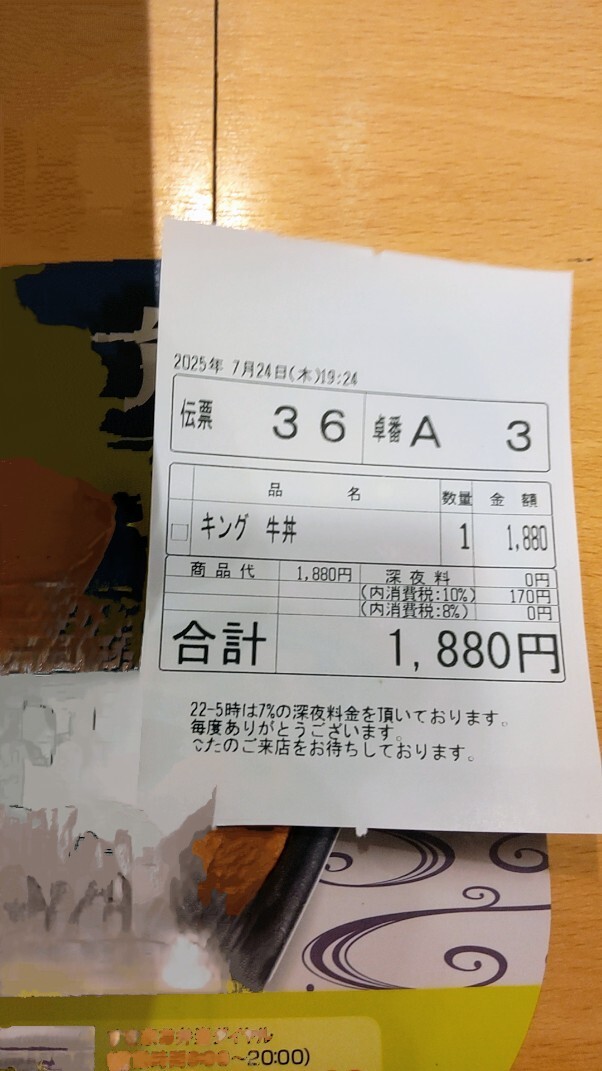 2025年 7月24日(木)19:24
伝票 36 卓番 A 3
品 名 数量 金 額
□ キング 牛丼 1 1,880
商品代 1,880円 深夜料 0円
(内消費税:10%) 170円
(内消費税:8%) 0円
合計 1,880円
22-5時は7%の深夜料金を頂いております。
毎度ありがとうございます。
たのご来店をお待ちしております。
~20:00)